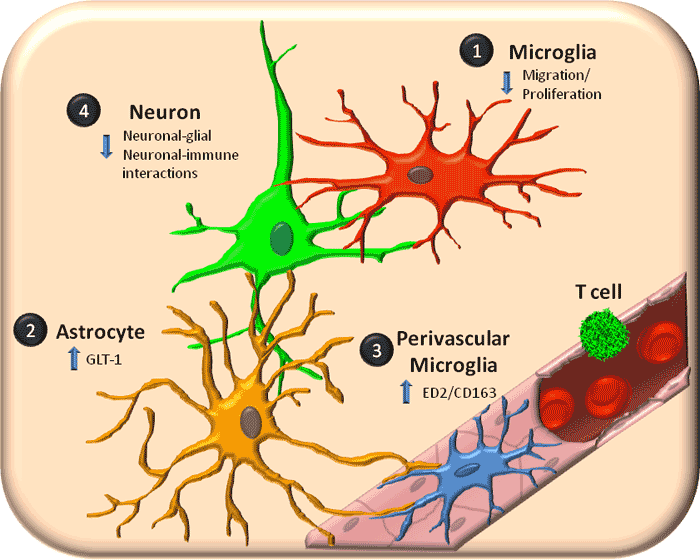 1 Microglia
Migration/
Proliferation
4 Neuron
Neuronal-glial
Neuronal-immune
interactions
T cell
2 Astrocyte
GLT-1
3 Perivascular
Microglia
ED2/CD163